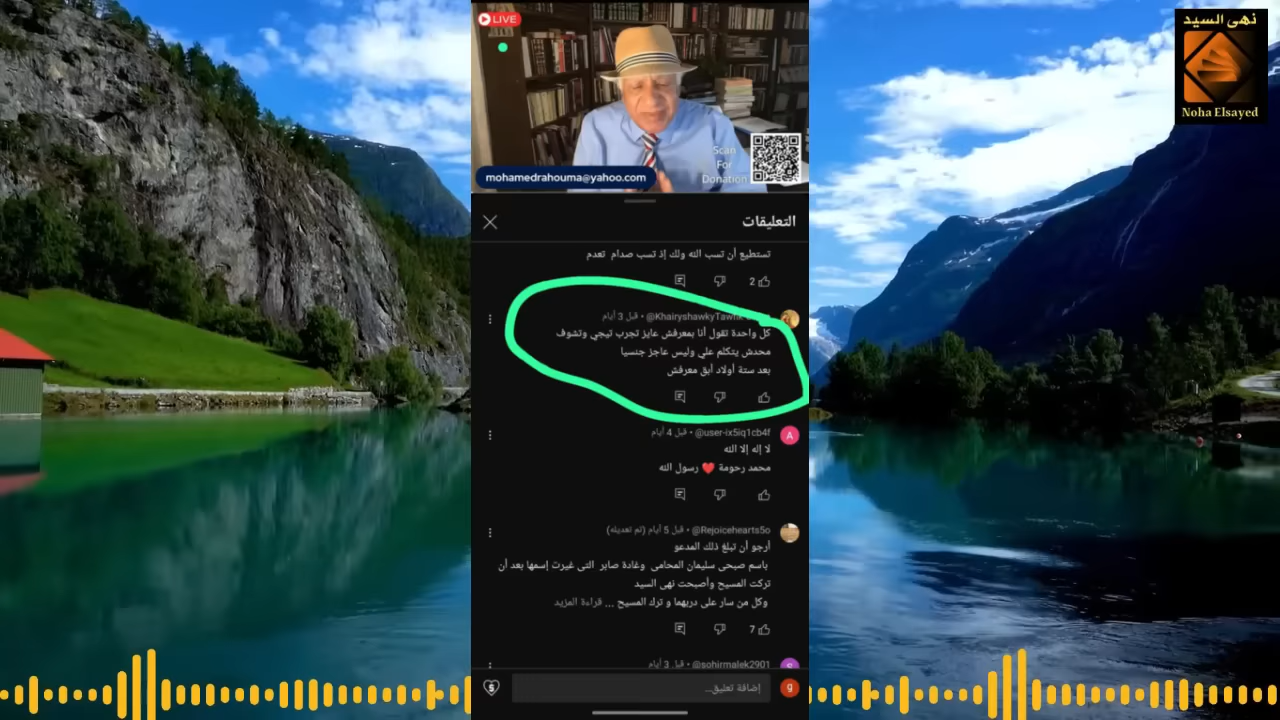 LIVE
نهى السيد
Noha Elsayed
Scan
For
Donation
mohamedrahouma@yahoo.com
التعليقات
تستطيع أن تسب الله ولك إذ تسب صدام تعدم
2
@KhairyshawkyTawfik • قبل 3 أيام
كل واحدة تقول أنا بمعرفش عايز تجرب تيجي وتشوف
محدش يتكلم علي وليس عاجز جنسيا
بعد ستة أولاد أبق معرفش
A
@user-ix5iq1cb4f • قبل 4 أيام
لا إله إلا الله
محمد رحومة ❤️ رسول الله
@Rejoicehearts5o • قبل 5 أيام (تم تعديله)
أرجو أن تبلغ ذلك المدعو
باسم صبحى سليمان المحامى وغادة صابر التى غيرت إسمها بعد أن
تركت المسيح وأصبحت نهى السيد
وكل من سار على دربهما و ترك المسيح ... قراءة المزيد
7
S
@sohirmalek2901 • قبل 3 أيام
g
إضافة تعليق...